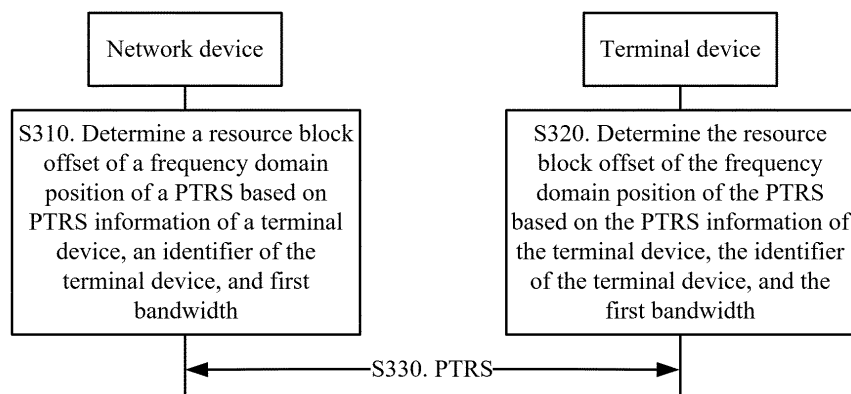 Network device
Terminal device
S310. Determine a resource block
offset of a frequency domain
position of a PTRS based on
PTRS information of a terminal
device, an identifier of the
terminal device, and first
bandwidth
S320. Determine the resource
block offset of the frequency
domain position of the PTRS
based on the PTRS information of
the terminal device, the identifier
of the terminal device, and the
first bandwidth
S330. PTRS